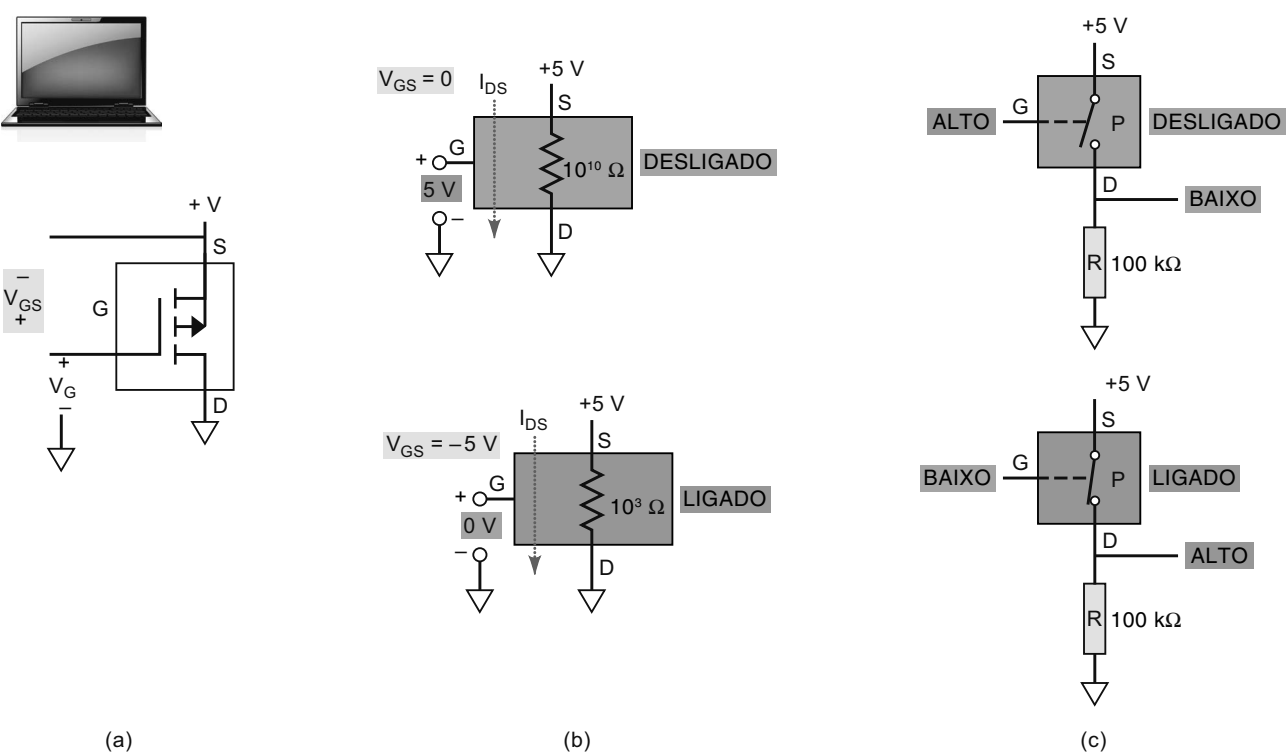 + V
S
−
V_GS
+
G
+
V_G
−
D
(a)
V_GS = 0
I_DS
+5 V
S
G
+
5 V
10¹⁰ Ω
DESLIGADO
−
D
V_GS = −5 V
I_DS
+5 V
S
G
+
0 V
10³ Ω
LIGADO
−
D
(b)
+5 V
S
ALTO
G
P
DESLIGADO
D
BAIXO
R
100 kΩ
+5 V
S
BAIXO
G
P
LIGADO
D
ALTO
R
100 kΩ
(c)